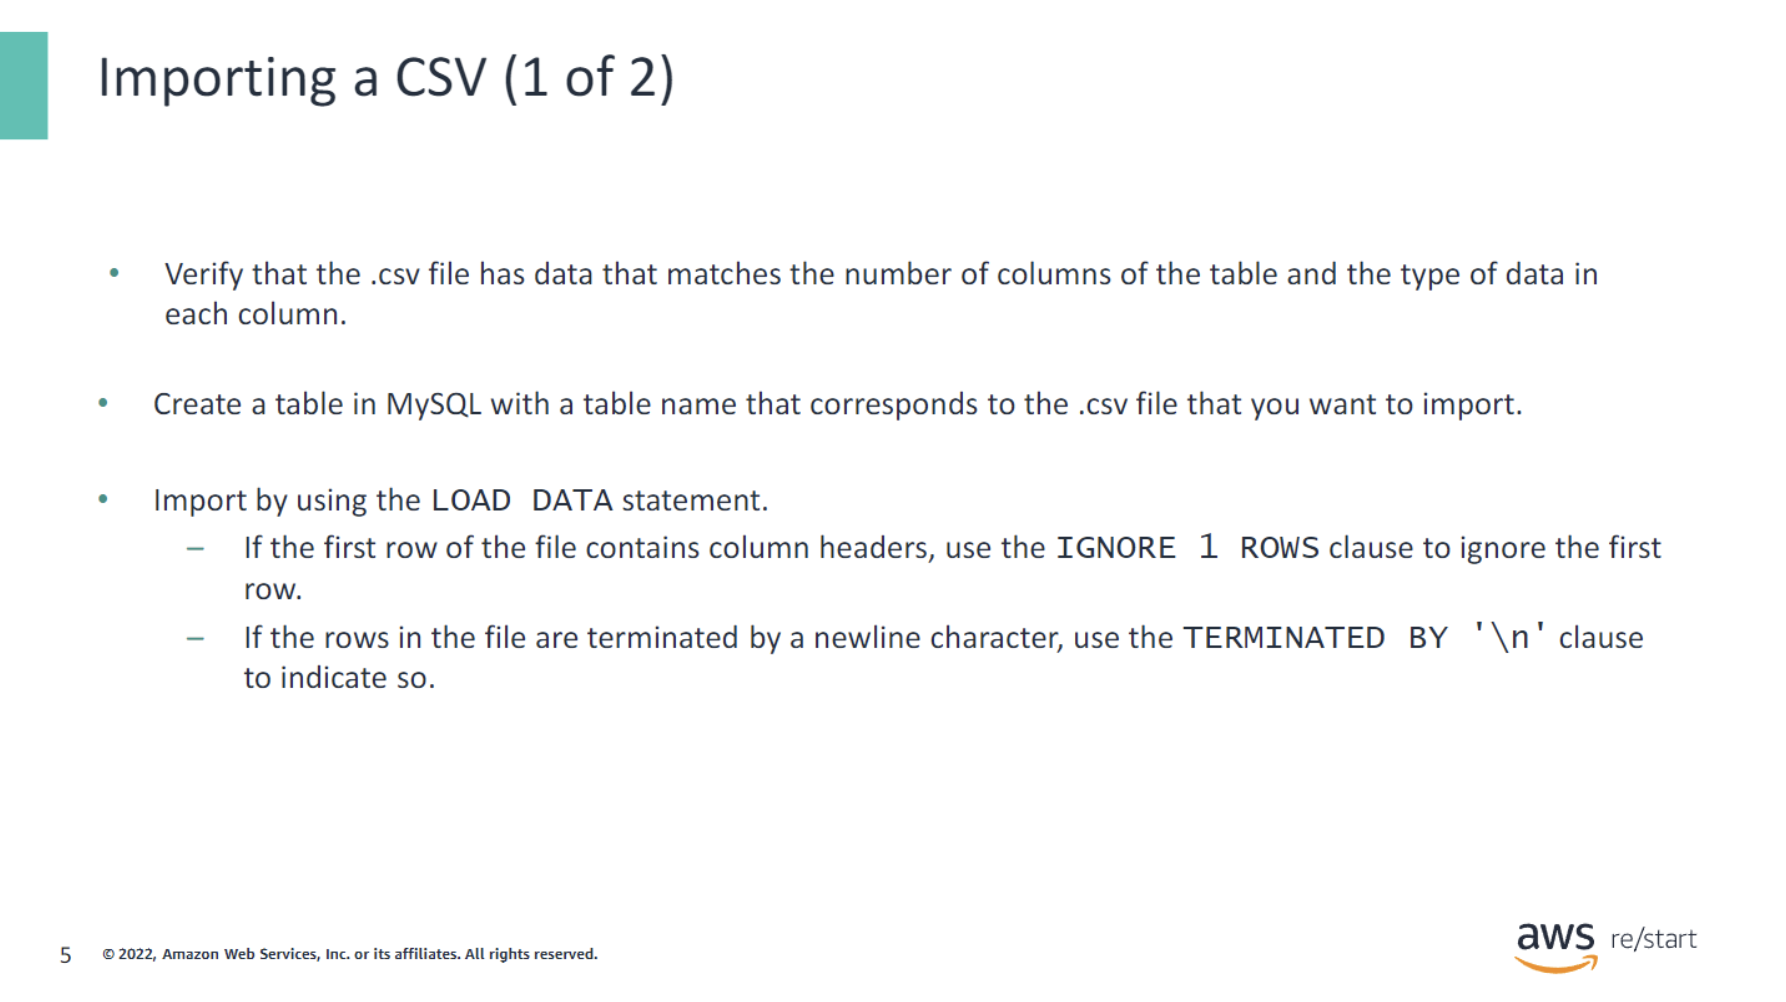 Importing a CSV (1 of 2)
• Verify that the .csv file has data that matches the number of columns of the table and the type of data in
each column.
• Create a table in MySQL with a table name that corresponds to the .csv file that you want to import.
• Import by using the LOAD DATA statement.
– If the first row of the file contains column headers, use the IGNORE 1 ROWS clause to ignore the first
row.
– If the rows in the file are terminated by a newline character, use the TERMINATED BY '\n' clause
to indicate so.
5 © 2022, Amazon Web Services, Inc. or its affiliates. All rights reserved.
aws re/start